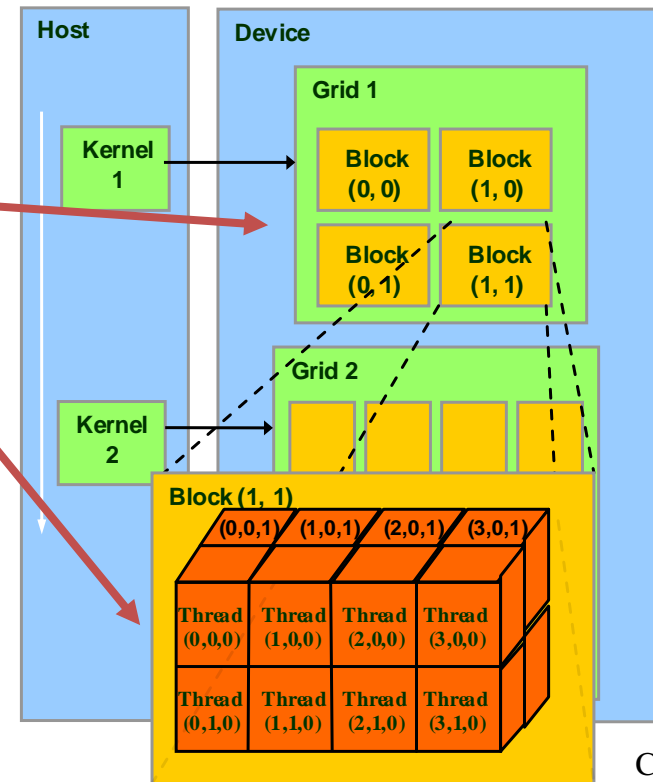 Host
Device
Grid 1
Kernel
1
Block
(0, 0)
Block
(1, 0)
Block
(0, 1)
Block
(1, 1)
Grid 2
Kernel
2
Block (1, 1)
(0,0,1)
(1,0,1)
(2,0,1)
(3,0,1)
Thread
(0,0,0)
Thread
(1,0,0)
Thread
(2,0,0)
Thread
(3,0,0)
Thread
(0,1,0)
Thread
(1,1,0)
Thread
(2,1,0)
Thread
(3,1,0)
C